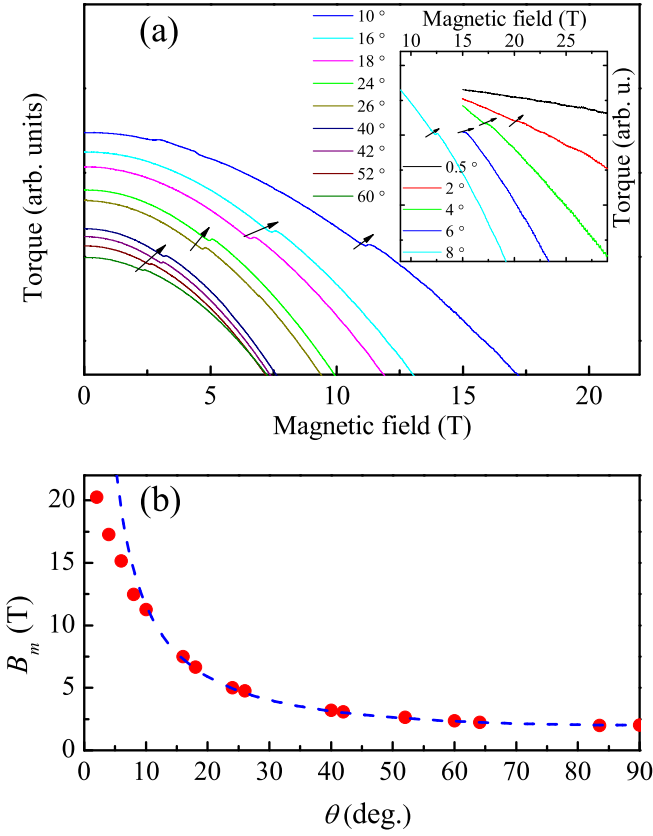 (a)
10 °
16 °
18 °
24 °
26 °
40 °
42 °
52 °
60 °
Magnetic field (T)
10 15 20 25
Torque (arb. u.)
0.5 °
2 °
4 °
6 °
8 °
Torque (arb. units)
0 5 10 15 20
Magnetic field (T)
(b)
20
15
10
5
0
B_m (T)
0 10 20 30 40 50 60 70 80 90
θ (deg.)